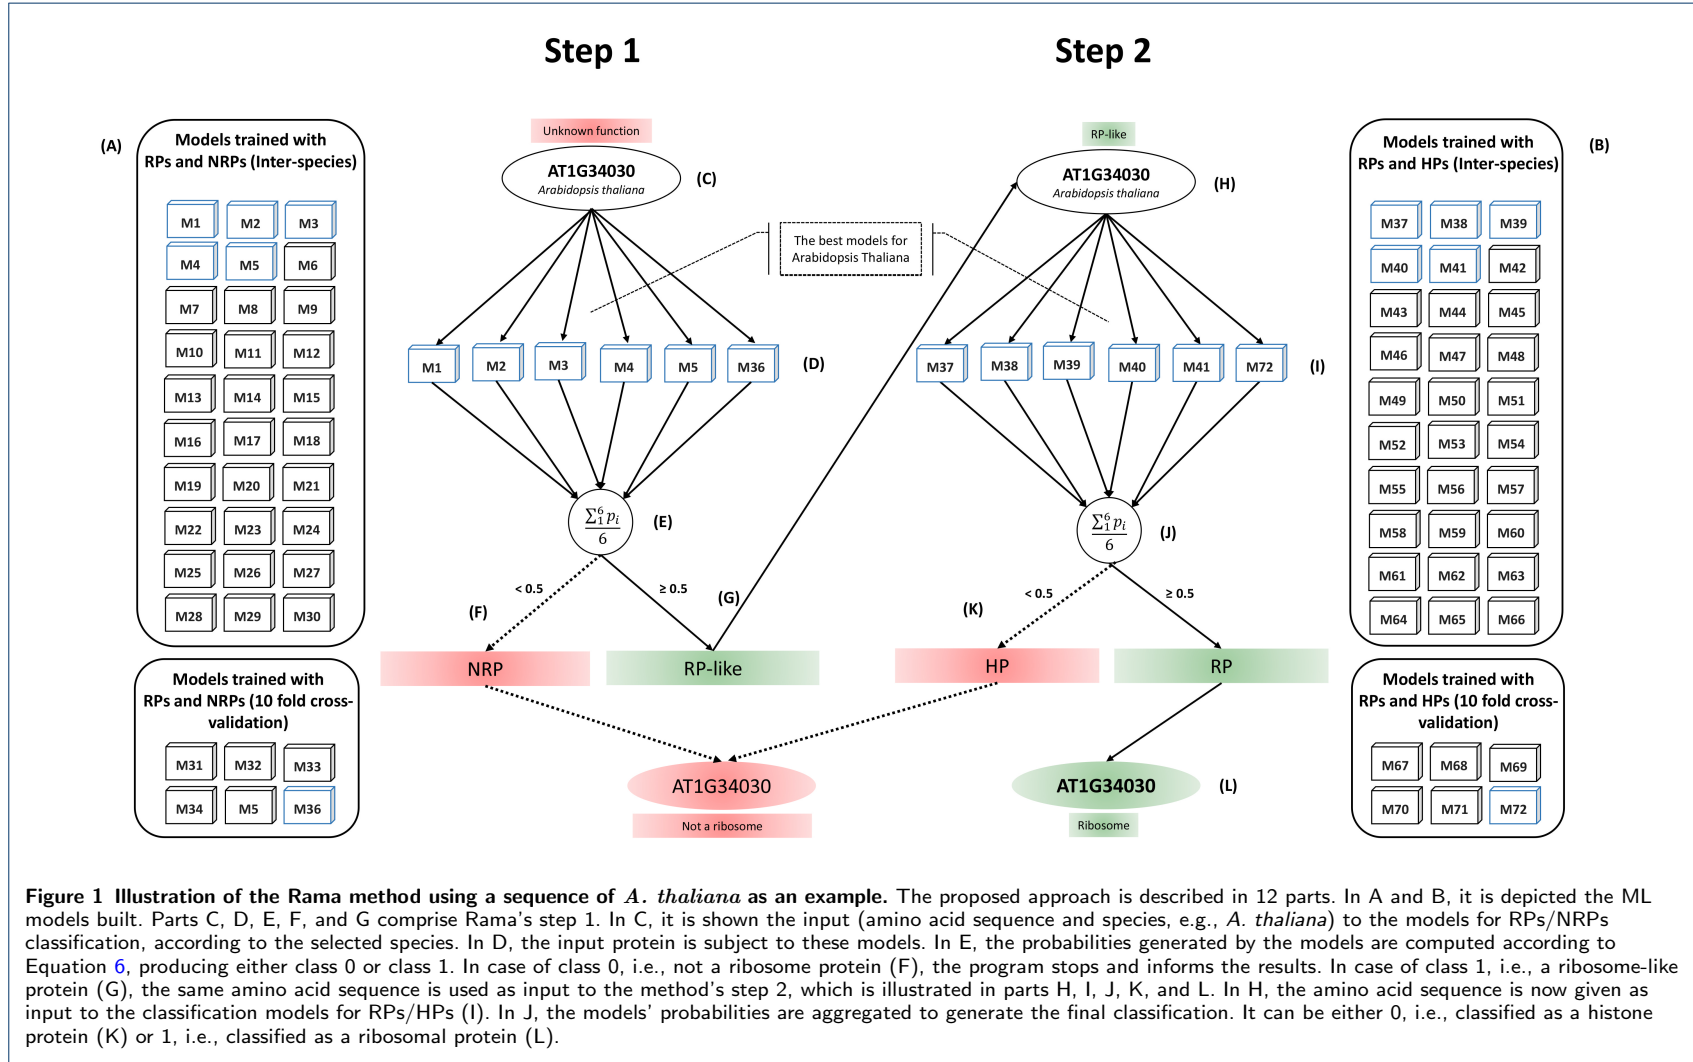 Step 1
Step 2
(A)
Models trained with
RPs and NRPs (Inter-species)
M1 M2 M3
M4 M5 M6
M7 M8 M9
M10 M11 M12
M13 M14 M15
M16 M17 M18
M19 M20 M21
M22 M23 M24
M25 M26 M27
M28 M29 M30
Models trained with
RPs and NRPs (10 fold cross-
validation)
M31 M32 M33
M34 M5 M36
Unknown function
AT1G34030
Arabidopsis thaliana
(C)
The best models for
Arabidopsis Thaliana
M1 M2 M3 M4 M5 M36
(D)
∑₁⁶ pᵢ
6
(E)
< 0.5
≥ 0.5
(F)
(G)
NRP
RP-like
AT1G34030
Not a ribosome
RP-like
AT1G34030
Arabidopsis thaliana
(H)
M37 M38 M39 M40 M41 M72
(I)
∑₁⁶ pᵢ
6
(J)
< 0.5
≥ 0.5
(K)
HP
RP
AT1G34030
(L)
Ribosome
(B)
Models trained with
RPs and HPs (Inter-species)
M37 M38 M39
M40 M41 M42
M43 M44 M45
M46 M47 M48
M49 M50 M51
M52 M53 M54
M55 M56 M57
M58 M59 M60
M61 M62 M63
M64 M65 M66
Models trained with
RPs and HPs (10 fold cross-
validation)
M67 M68 M69
M70 M71 M72
Figure 1 Illustration of the Rama method using a sequence of A. thaliana as an example. The proposed approach is described in 12 parts. In A and B, it is depicted the ML
models built. Parts C, D, E, F, and G comprise Rama's step 1. In C, it is shown the input (amino acid sequence and species, e.g., A. thaliana) to the models for RPs/NRPs
classification, according to the selected species. In D, the input protein is subject to these models. In E, the probabilities generated by the models are computed according to
Equation 6, producing either class 0 or class 1. In case of class 0, i.e., not a ribosome protein (F), the program stops and informs the results. In case of class 1, i.e., a ribosome-like
protein (G), the same amino acid sequence is used as input to the method's step 2, which is illustrated in parts H, I, J, K, and L. In H, the amino acid sequence is now given as
input to the classification models for RPs/HPs (I). In J, the models' probabilities are aggregated to generate the final classification. It can be either 0, i.e., classified as a histone
protein (K) or 1, i.e., classified as a ribosomal protein (L).